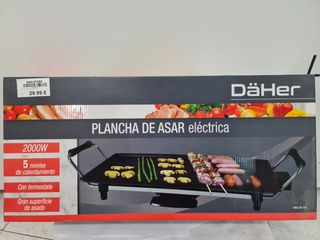 29.99 €
DäHer
PLANCHA DE ASAR eléctrica
2000W
5 niveles
de calentamiento
Con termostato
Gran superficie
de asado